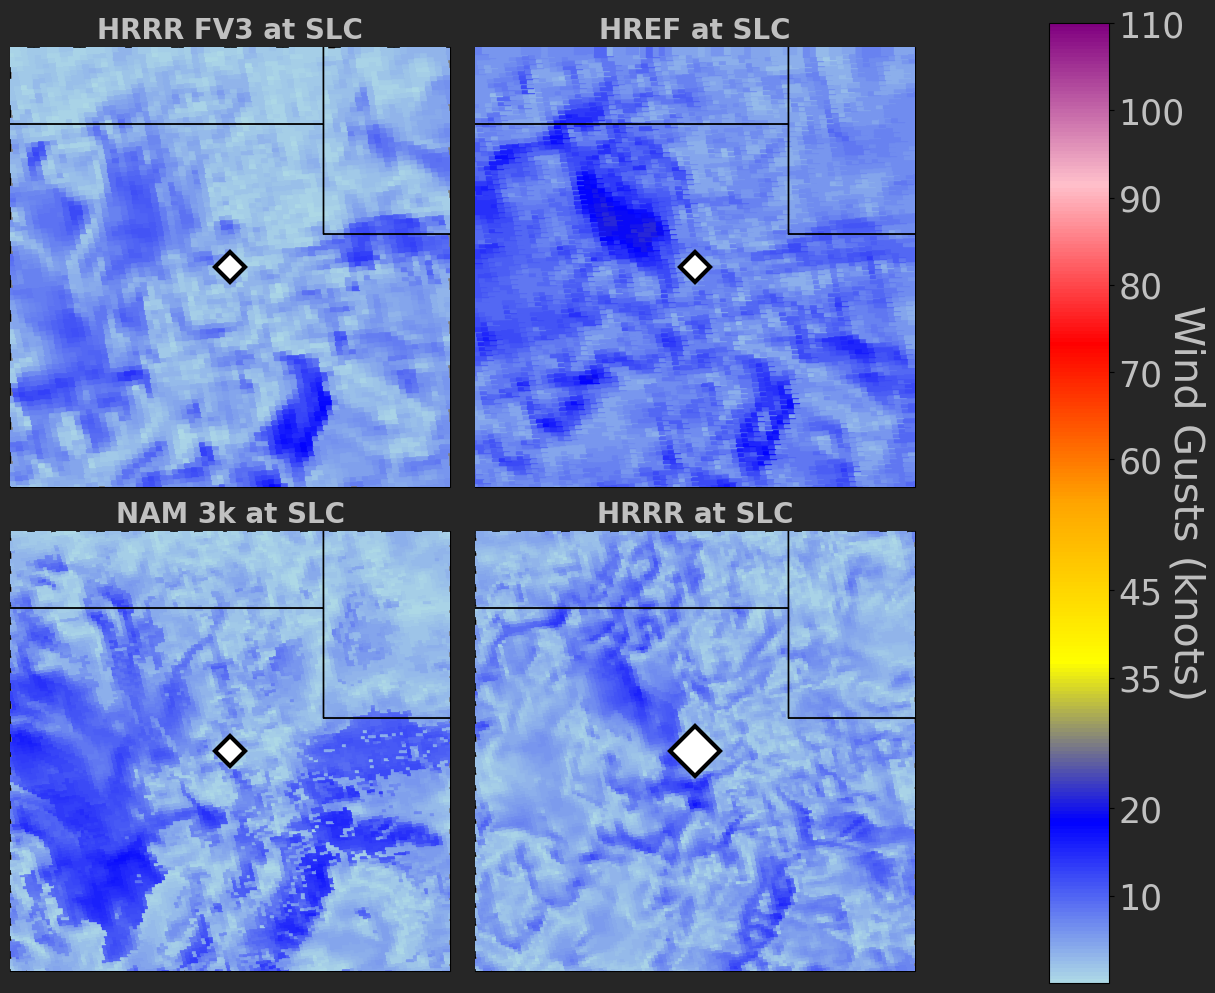 HRRR FV3 at SLC
HREF at SLC
NAM 3k at SLC
HRRR at SLC
110
100
90
80
70
60
45
35
20
10
Wind Gusts (knots)